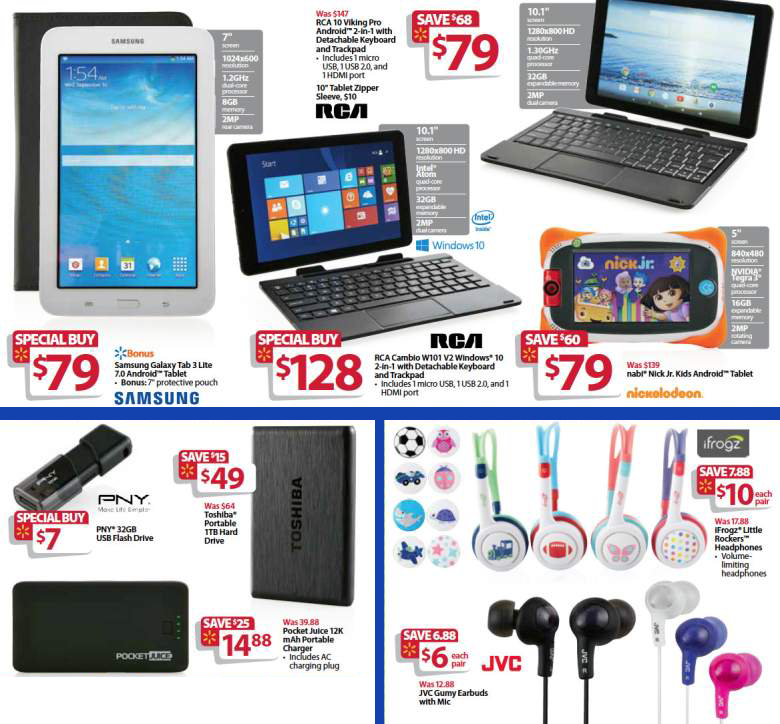 SAMSUNG
1:54 AM
7"
screen
1024x600
resolution
1.2GHz
dual-core
processor
8GB
memory
2MP
rear camera
SPECIAL BUY
$79
Bonus
Samsung Galaxy Tab 3 Lite
7.0 Android™ Tablet
• Bonus: 7" protective pouch
SAMSUNG
Was $147
RCA 10 Viking Pro
Android™ 2-in-1 with
Detachable Keyboard
and Trackpad
• Includes 1 micro
USB, 1 USB 2.0, and
1 HDMI port
10" Tablet Zipper
Sleeve, $10
RCA
SAVE $68
$79
10.1"
screen
1280x800 HD
resolution
1.30GHz
quad-core
processor
32GB
expandable memory
2MP
dual camera
Start
10.1"
screen
1280x800 HD
resolution
Intel®
Atom
quad-core
processor
32GB
expandable
memory
2MP
dual camera
intel
inside
Windows 10
SPECIAL BUY
$128
RCA
RCA Cambio W101 V2 Windows® 10
2-in-1 with Detachable Keyboard
and Trackpad
• Includes 1 micro USB, 1 USB 2.0, and 1
HDMI port
nick jr.
5"
screen
840x480
resolution
NVIDIA®
Tegra 3®
quad-core
processor
16GB
expandable
memory
2MP
rotating
camera
SAVE $60
$79
Was $139
nabi® Nick Jr. Kids Android™ Tablet
nickelodeon
PNY
PNY
Make Life Simple
SPECIAL BUY
$7
PNY® 32GB
USB Flash Drive
SAVE $15
$49
Was $64
Toshiba®
Portable
1TB Hard
Drive
TOSHIBA
POCKET JUICE
SAVE $25
14.88
Was 39.88
Pocket Juice 12K
mAh Portable
Charger
• Includes AC
charging plug
ifrogz
SAVE 7.88
$10 each
pair
Was 17.88
iFrogz® Little
Rockers™
Headphones
• Volume-
limiting
headphones
SAVE 6.88
$6 each
pair
JVC
Was 12.88
JVC Gumy Earbuds
with Mic
JVC
JVC